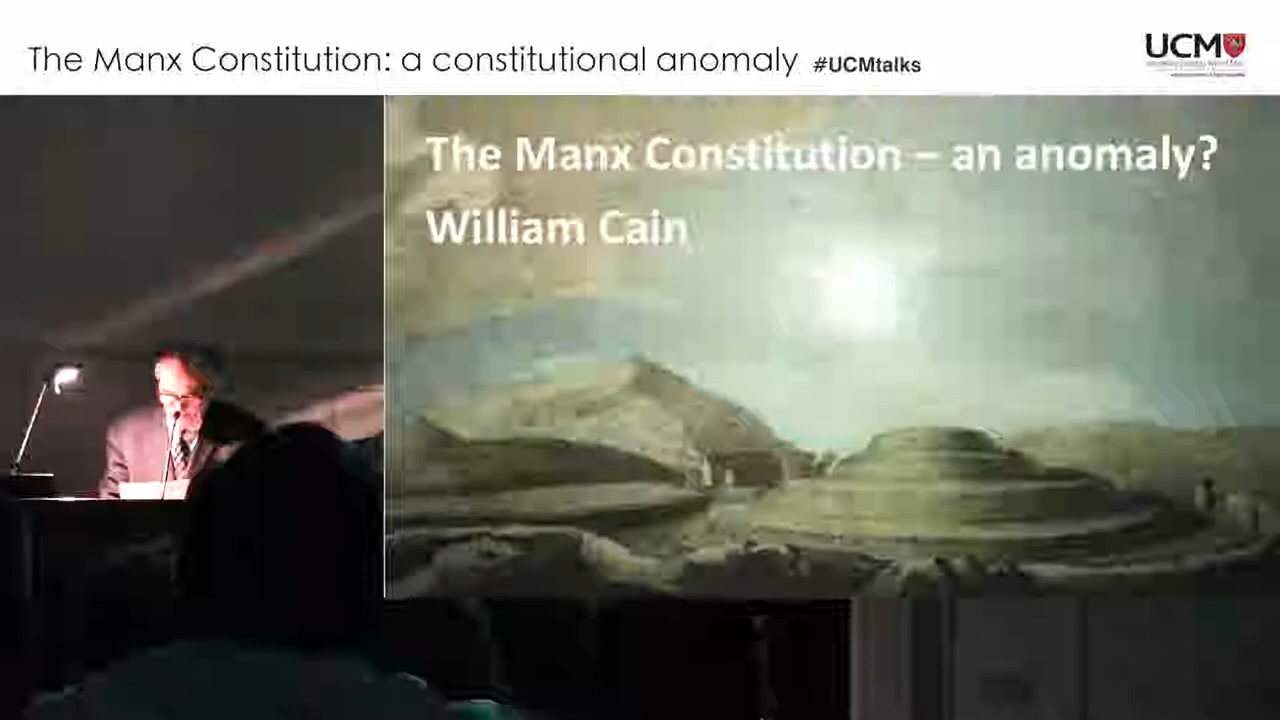 The Manx Constitution: a constitutional anomaly #UCMtalks
UCM
The Manx Constitution – an anomaly?
William Cain